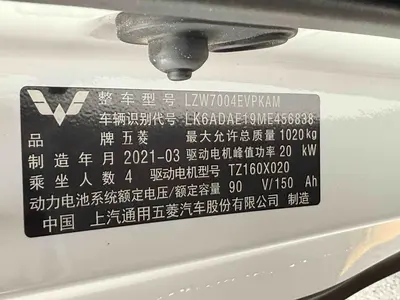 整车型号 LZW7004EVPKAM
车辆识别代号 LK6ADAE19ME456838
品牌 五菱 最大允许总质量 1020kg
制造年月 2021-03 驱动电机峰值功率 20 kW
乘坐人数 4 驱动电机型号 TZ160X020
动力电池系统额定电压/额定容量 90 V/150 Ah
中国 上汽通用五菱汽车股份有限公司 制造